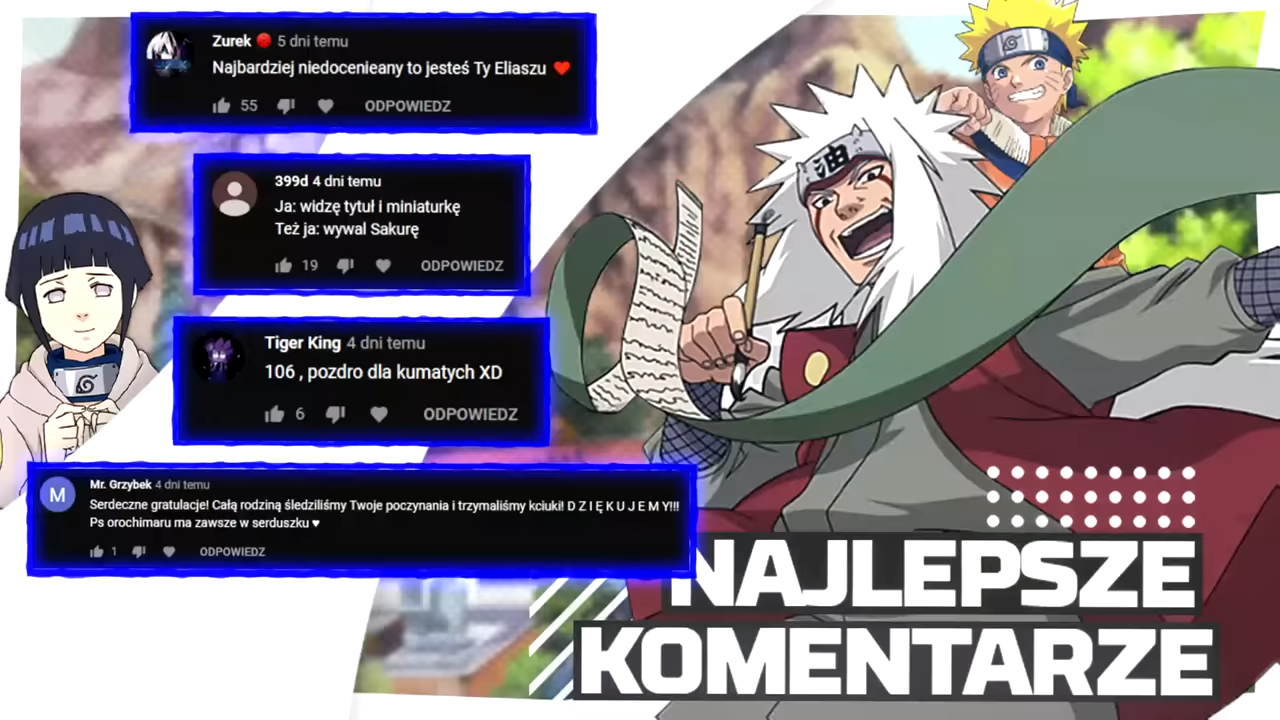 Zurek 5 dni temu
Najbardziej niedocenieany to jesteś Ty Eliaszu ❤
55 ODPOWIEDZ
399d 4 dni temu
Ja: widzę tytuł i miniaturkę
Też ja: wywal Sakurę
19 ODPOWIEDZ
Tiger King 4 dni temu
106 , pozdro dla kumatych XD
6 ODPOWIEDZ
M
Mr. Grzybek 4 dni temu
Serdeczne gratulacje! Całą rodziną śledziliśmy Twoje poczynania i trzymaliśmy kciuki! D Z I Ę K U J E M Y!!!
Ps orochimaru ma zawsze w serduszku ♥
1 ODPOWIEDZ
油
NAJLEPSZE
KOMENTARZE